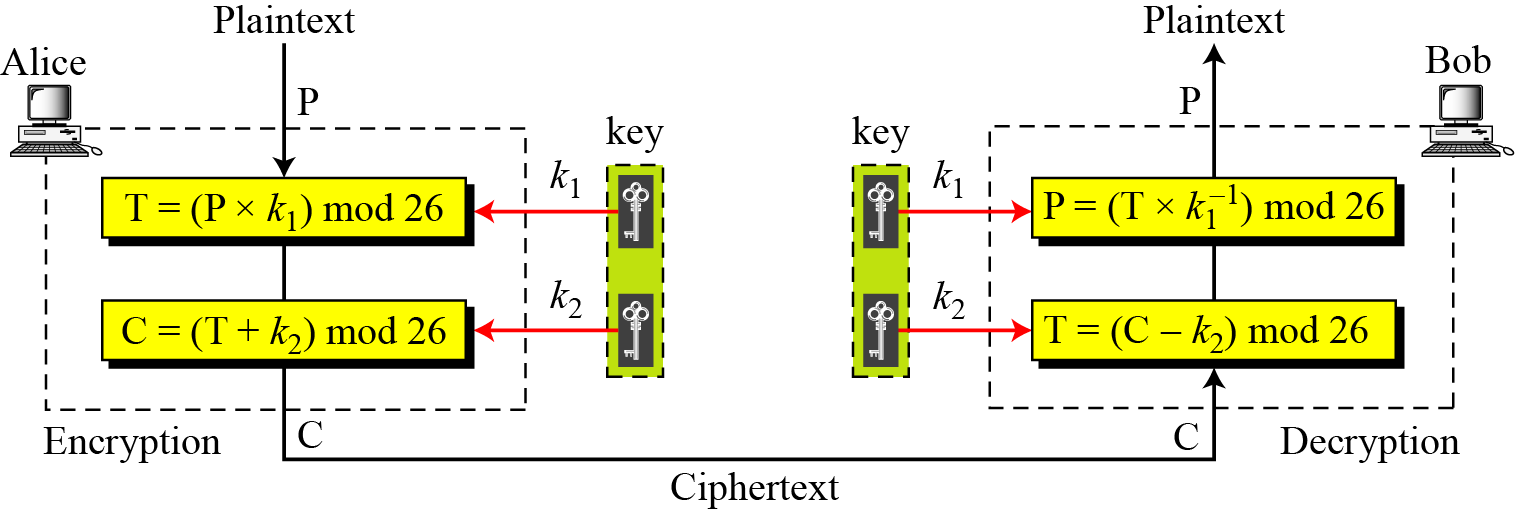 Plaintext
Plaintext
Alice
Bob
P
P
key
key
k₁
k₁
T = (P × k₁) mod 26
P = (T × k₁⁻¹) mod 26
k₂
k₂
C = (T + k₂) mod 26
T = (C – k₂) mod 26
Encryption
C
C
Decryption
Ciphertext